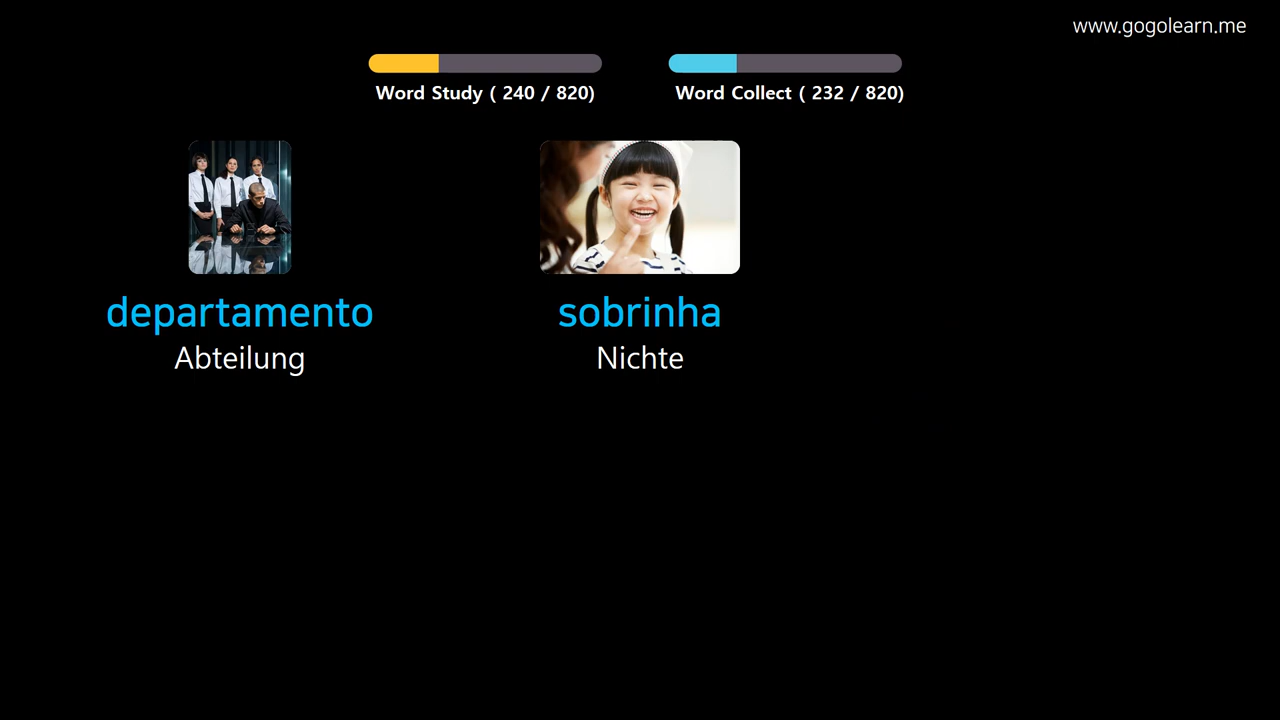 www.gogolearn.me
Word Study ( 240 / 820)
Word Collect ( 232 / 820)
departamento
Abteilung
sobrinha
Nichte